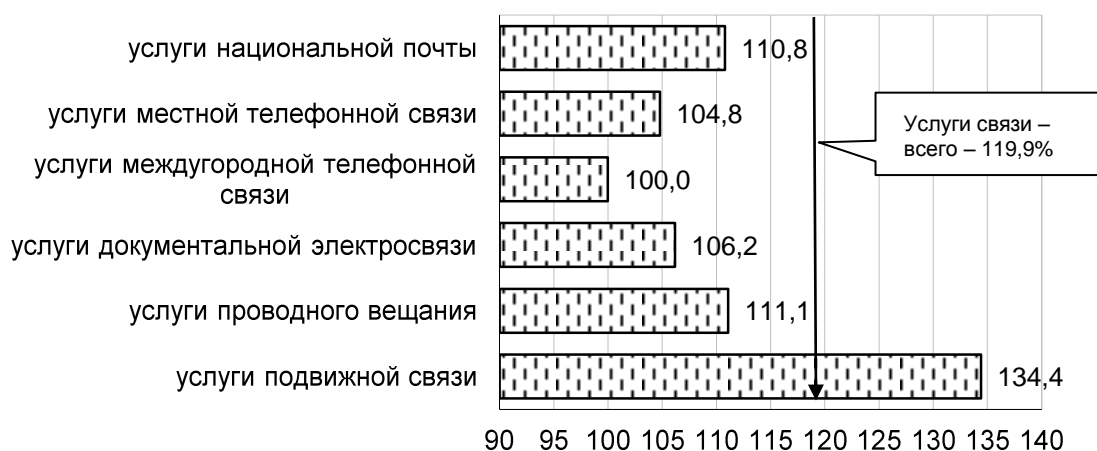 услуги национальной почты
110,8
услуги местной телефонной связи
104,8
Услуги связи –
всего – 119,9%
услуги междугородной телефонной
связи
100,0
услуги документальной электросвязи
106,2
услуги проводного вещания
111,1
услуги подвижной связи
134,4
90 95 100 105 110 115 120 125 130 135 140